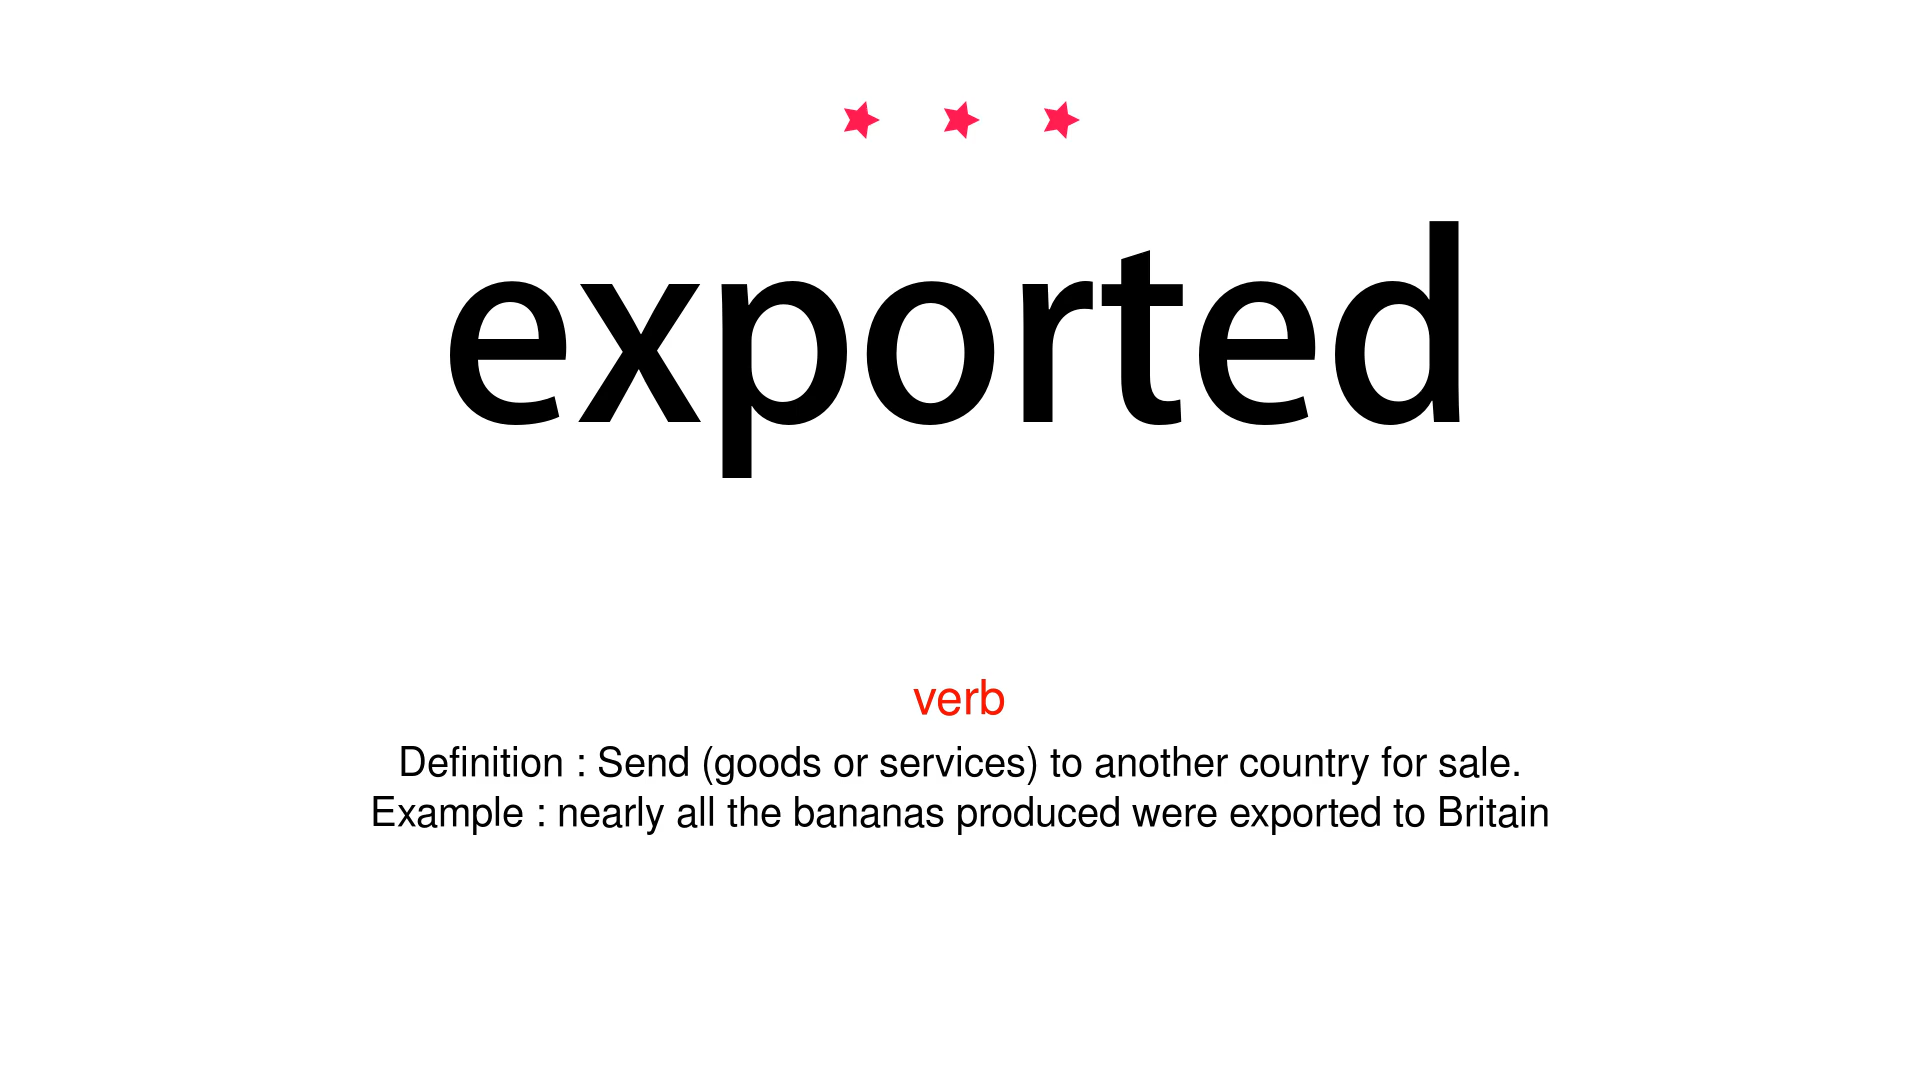 exported
verb
Definition : Send (goods or services) to another country for sale.
Example : nearly all the bananas produced were exported to Britain